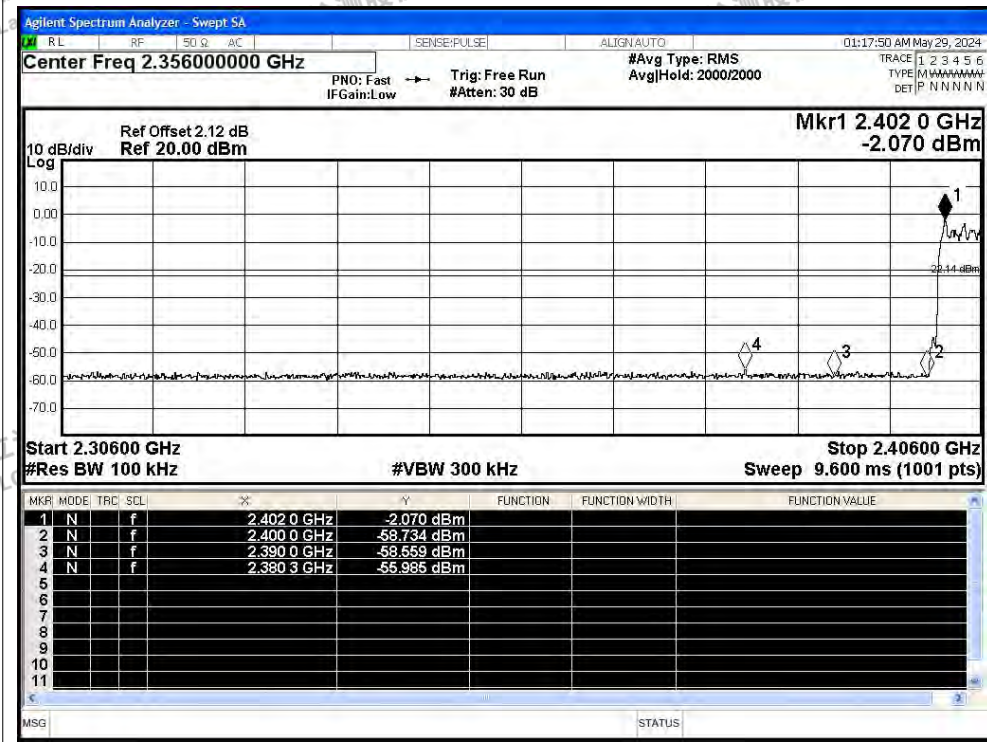 Agilent Spectrum Analyzer - Swept SA
RL RF 50 Ω AC SENSE:PULSE ALIGNAUTO 01:17:50 AM May 29, 2024
Center Freq 2.356000000 GHz #Avg Type: RMS TRACE 1 2 3 4 5 6
PNO: Fast Trig: Free Run Avg|Hold: 2000/2000 TYPE MWWWWW
IFGain:Low #Atten: 30 dB DET P N N N N N
Mkr1 2.402 0 GHz
Ref Offset 2.12 dB
10 dB/div Ref 20.00 dBm -2.070 dBm
Log
10.0
1
0.00
-10.0
-20.0
22.14 dBm
-30.0
-40.0
-50.0
4 3 2
-60.0
-70.0
Start 2.30600 GHz Stop 2.40600 GHz
#Res BW 100 kHz #VBW 300 kHz Sweep 9.600 ms (1001 pts)
MKR MODE TRC SCL X Y FUNCTION FUNCTION WIDTH FUNCTION VALUE
1 N f 2.402 0 GHz -2.070 dBm
2 N f 2.400 0 GHz -58.734 dBm
3 N f 2.390 0 GHz -58.559 dBm
4 N f 2.380 3 GHz -55.985 dBm
5
6
7
8
9
10
11
MSG STATUS